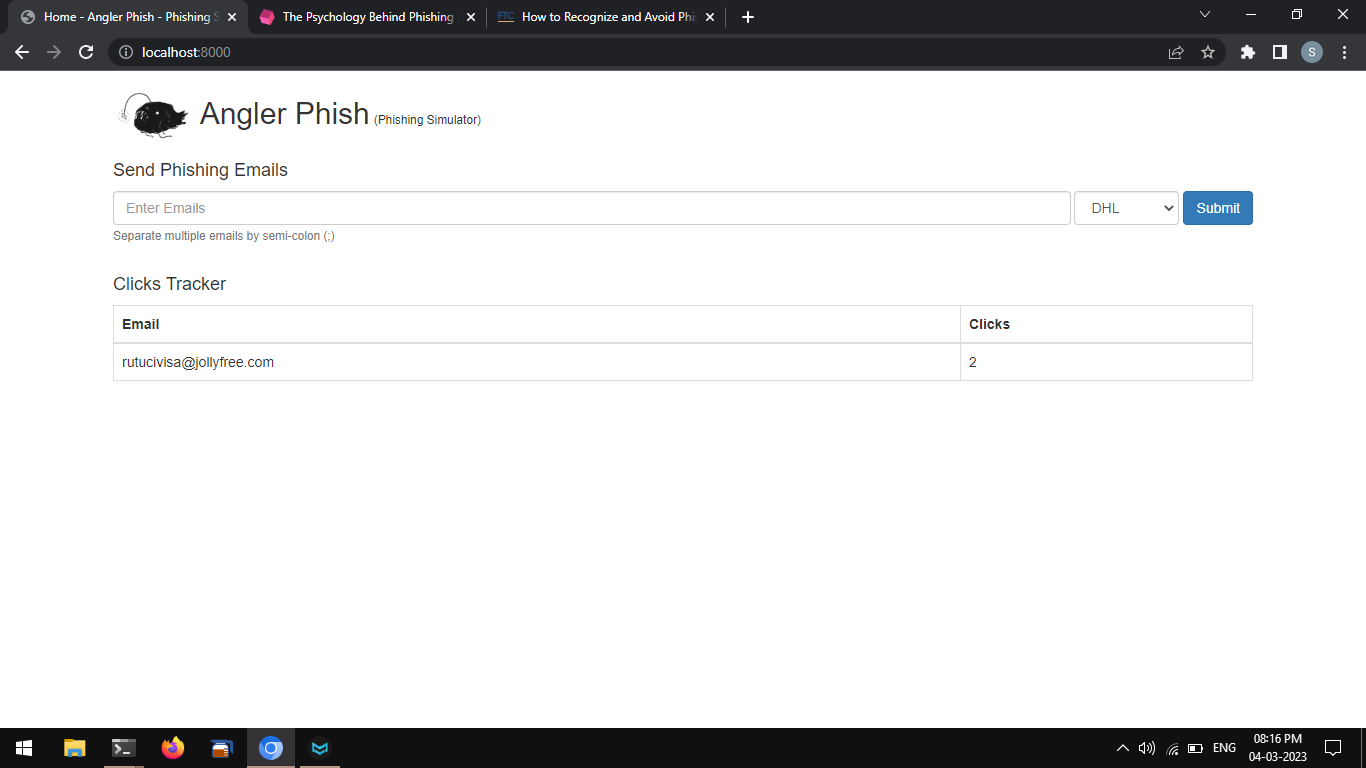 Home - Angler Phish - Phishing S
The Psychology Behind Phishing
FTC How to Recognize and Avoid Phi
localhost:8000
S
Angler Phish (Phishing Simulator)
Send Phishing Emails
Enter Emails DHL Submit
Separate multiple emails by semi-colon (;)
Clicks Tracker
Email Clicks
rutucivisa@jollyfree.com 2
ENG
08:16 PM
04-03-2023